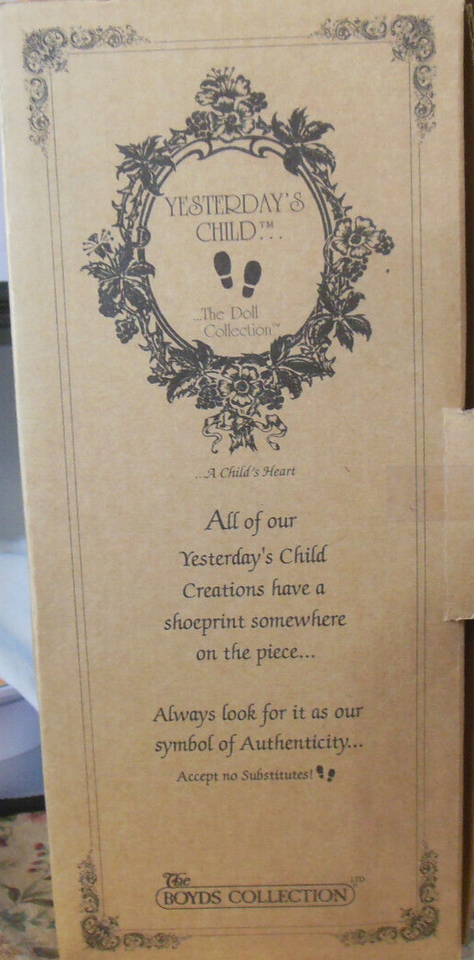 YESTERDAY'S
CHILD™...
...The Doll
Collection™
...A Child's Heart
All of our
Yesterday's Child
Creations have a
shoeprint somewhere
on the piece...
Always look for it as our
symbol of Authenticity...
Accept no Substitutes!
The
BOYDS COLLECTION LTD